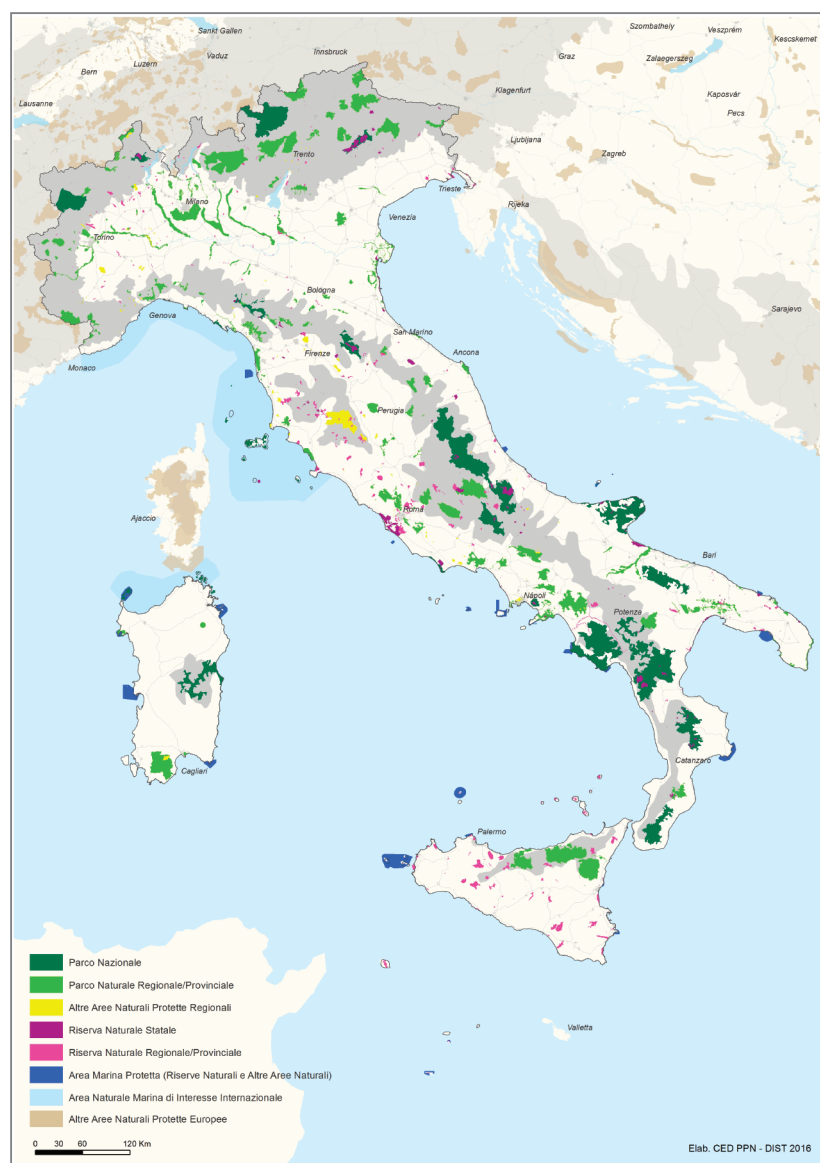 Sankt Gallen
Szombathely
Veszprém
Kescskemet
Vaduz
Innsbruck
Graz
Zalaegerszeg
Luzern
Bern
Klagenfurt
Kaposvár
Lausanne
Pecs
Ljubljana
Zagreb
Trento
Trieste
Rijeka
Milano
Venezia
Torino
Bologna
Sarajevo
Genova
San Marino
Firenze
Ancona
Monaco
Perugia
Ajaccio
Roma
Bari
Nápoli
Potenza
Cagliari
Catanzaro
Palermo
Valletta
Parco Nazionale
Parco Naturale Regionale/Provinciale
Altre Aree Naturali Protette Regionali
Riserva Naturale Statale
Riserva Naturale Regionale/Provinciale
Area Marina Protetta (Riserve Naturali e Altre Aree Naturali)
Area Naturale Marina di Interesse Internazionale
Altre Aree Naturali Protette Europee
0 30 60 120 Km
Elab. CED PPN - DIST 2016